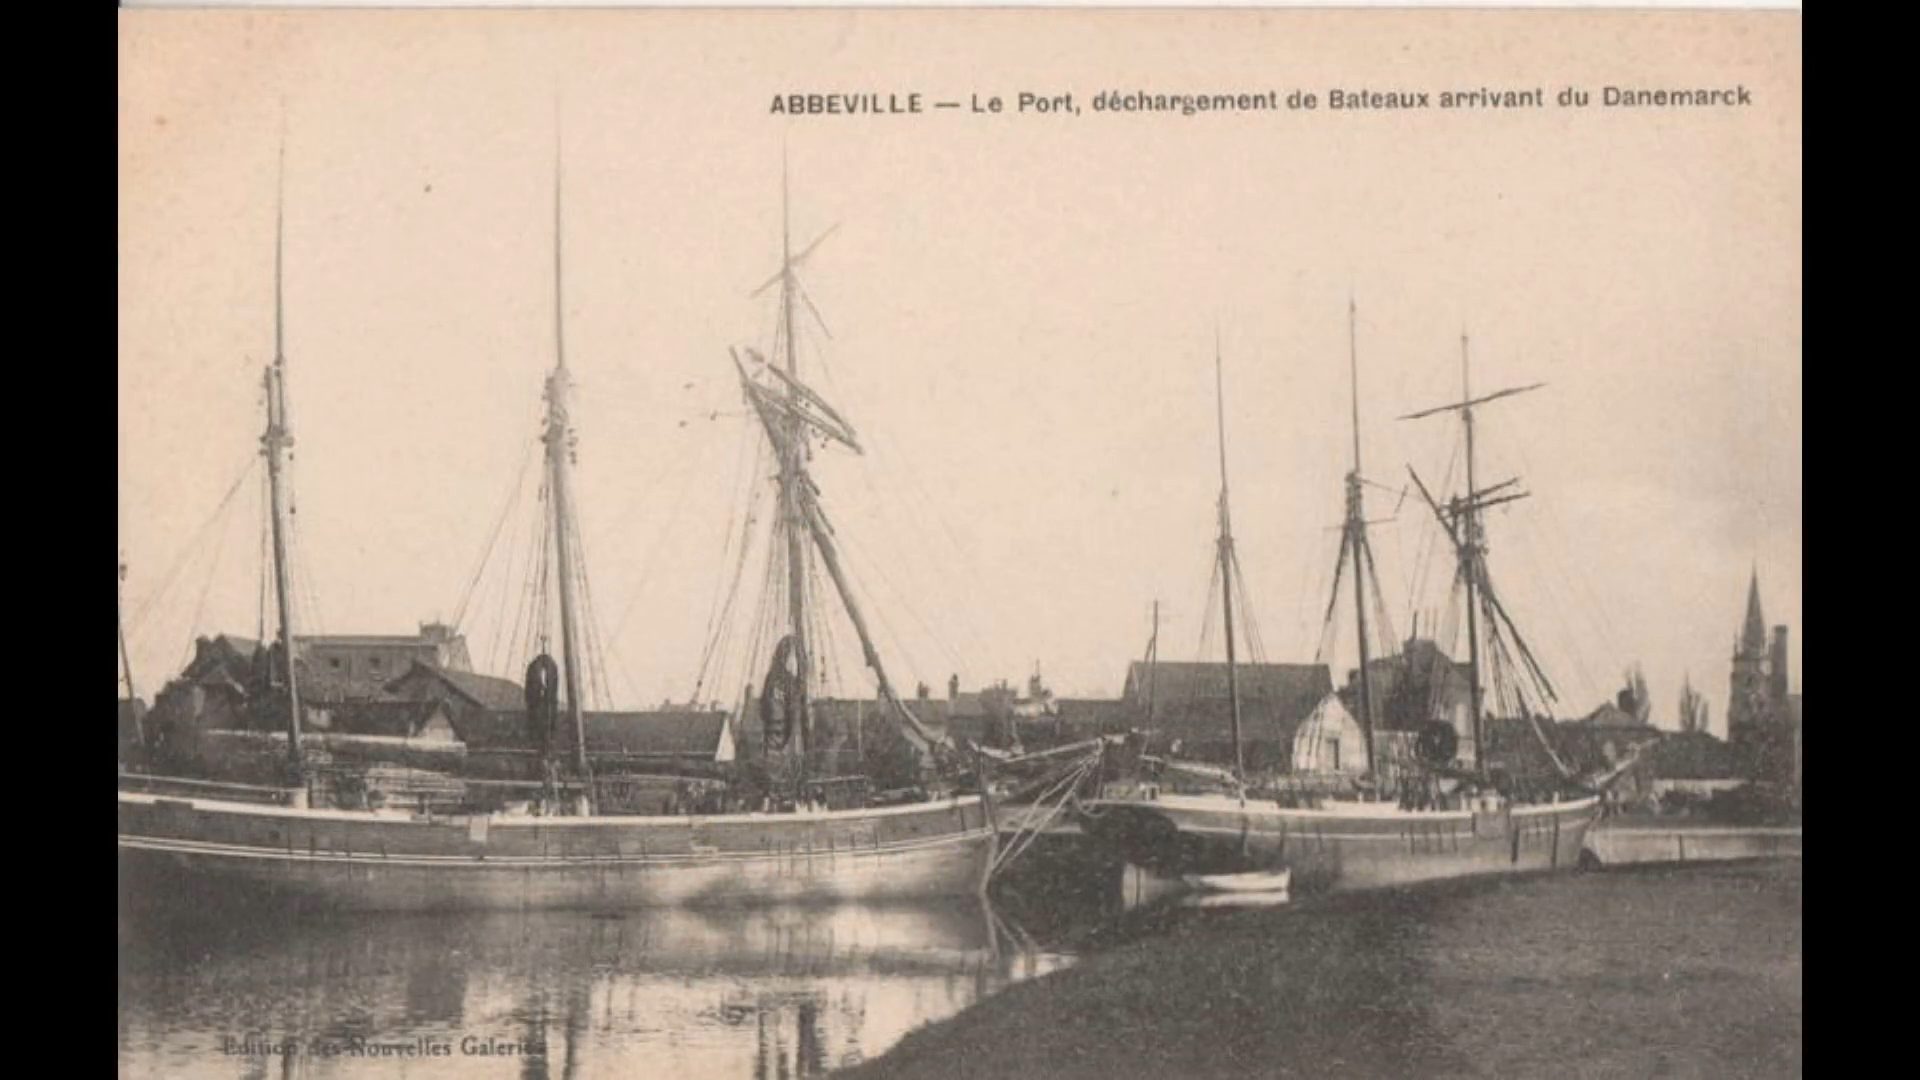 ABBEVILLE — Le Port, déchargement de Bateaux arrivant du Danemarck
Edition des Nouvelles Galeries